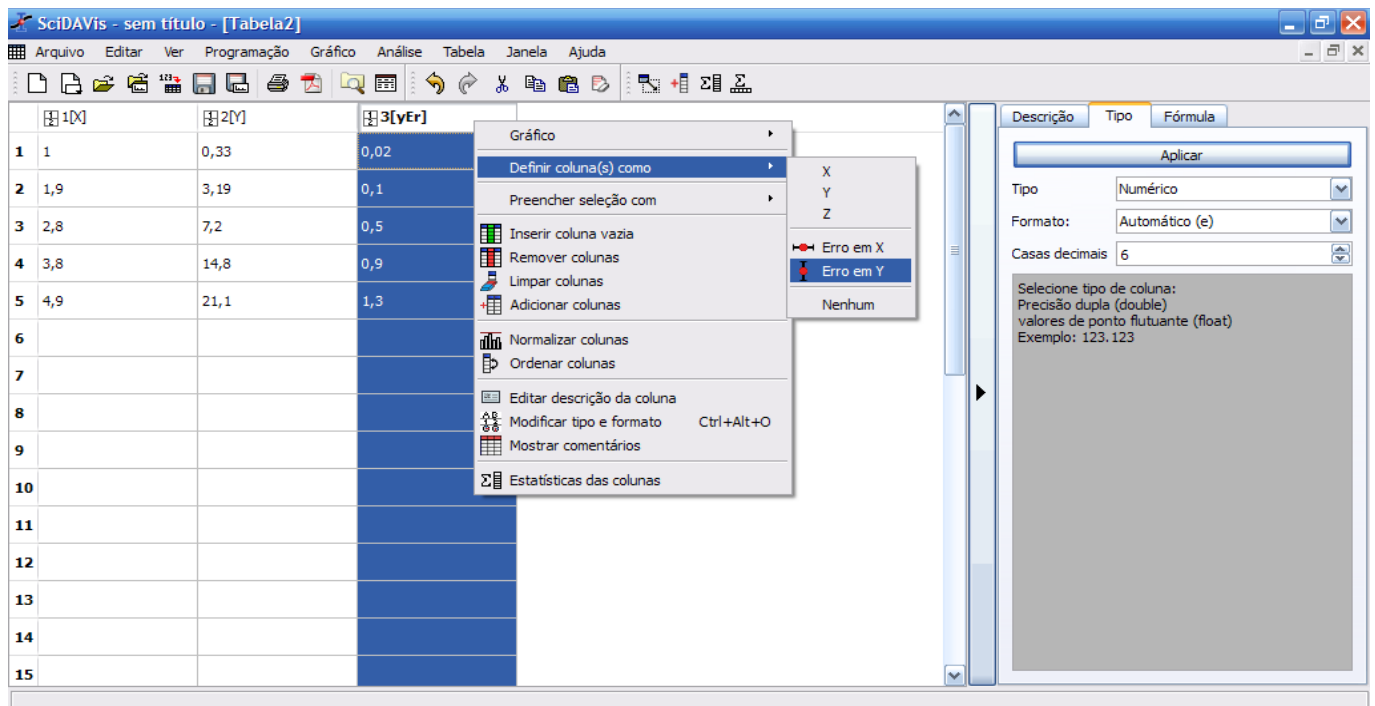 SciDAVis - sem título - [Tabela2]
Arquivo Editar Ver Programação Gráfico Análise Tabela Janela Ajuda
1[X] 2[Y] 3[yEr]
1 1 0,33 0,02
2 1,9 3,19 0,1
3 2,8 7,2 0,5
4 3,8 14,8 0,9
5 4,9 21,1 1,3
6
7
8
9
10
11
12
13
14
15
Gráfico
Definir coluna(s) como
Preencher seleção com
Inserir coluna vazia
Remover colunas
Limpar colunas
Adicionar colunas
Normalizar colunas
Ordenar colunas
Editar descrição da coluna
Modificar tipo e formato Ctrl+Alt+O
Mostrar comentários
Estatísticas das colunas
X
Y
Z
Erro em X
Erro em Y
Nenhum
Descrição Tipo Fórmula
Aplicar
Tipo Numérico
Formato: Automático (e)
Casas decimais 6
Selecione tipo de coluna:
Precisão dupla (double)
valores de ponto flutuante (float)
Exemplo: 123.123